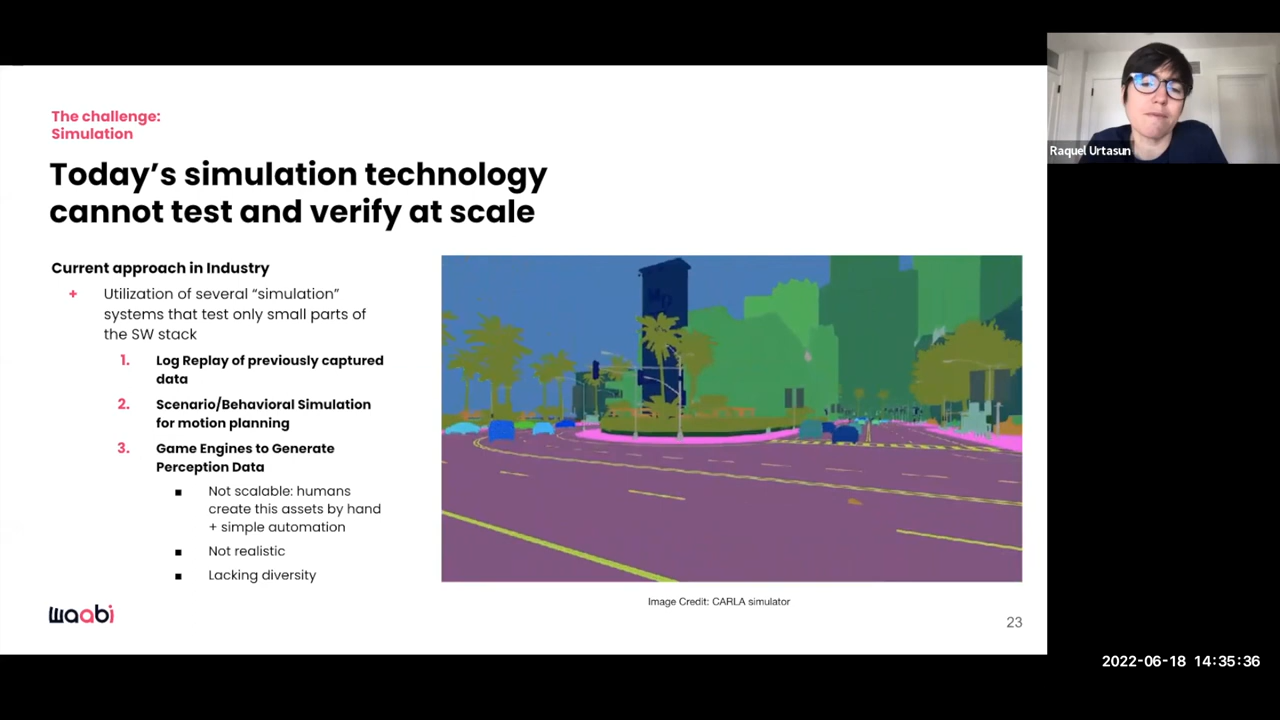 The challenge:
Simulation
Today’s simulation technology
cannot test and verify at scale
Current approach in Industry
+ Utilization of several “simulation”
systems that test only small parts of
the SW stack
1. Log Replay of previously captured
data
2. Scenario/Behavioral Simulation
for motion planning
3. Game Engines to Generate
Perception Data
■ Not scalable: humans
create this assets by hand
+ simple automation
■ Not realistic
■ Lacking diversity
waabi
Image Credit: CARLA simulator
23
Raquel Urtasun
2022-06-18 14:35:36